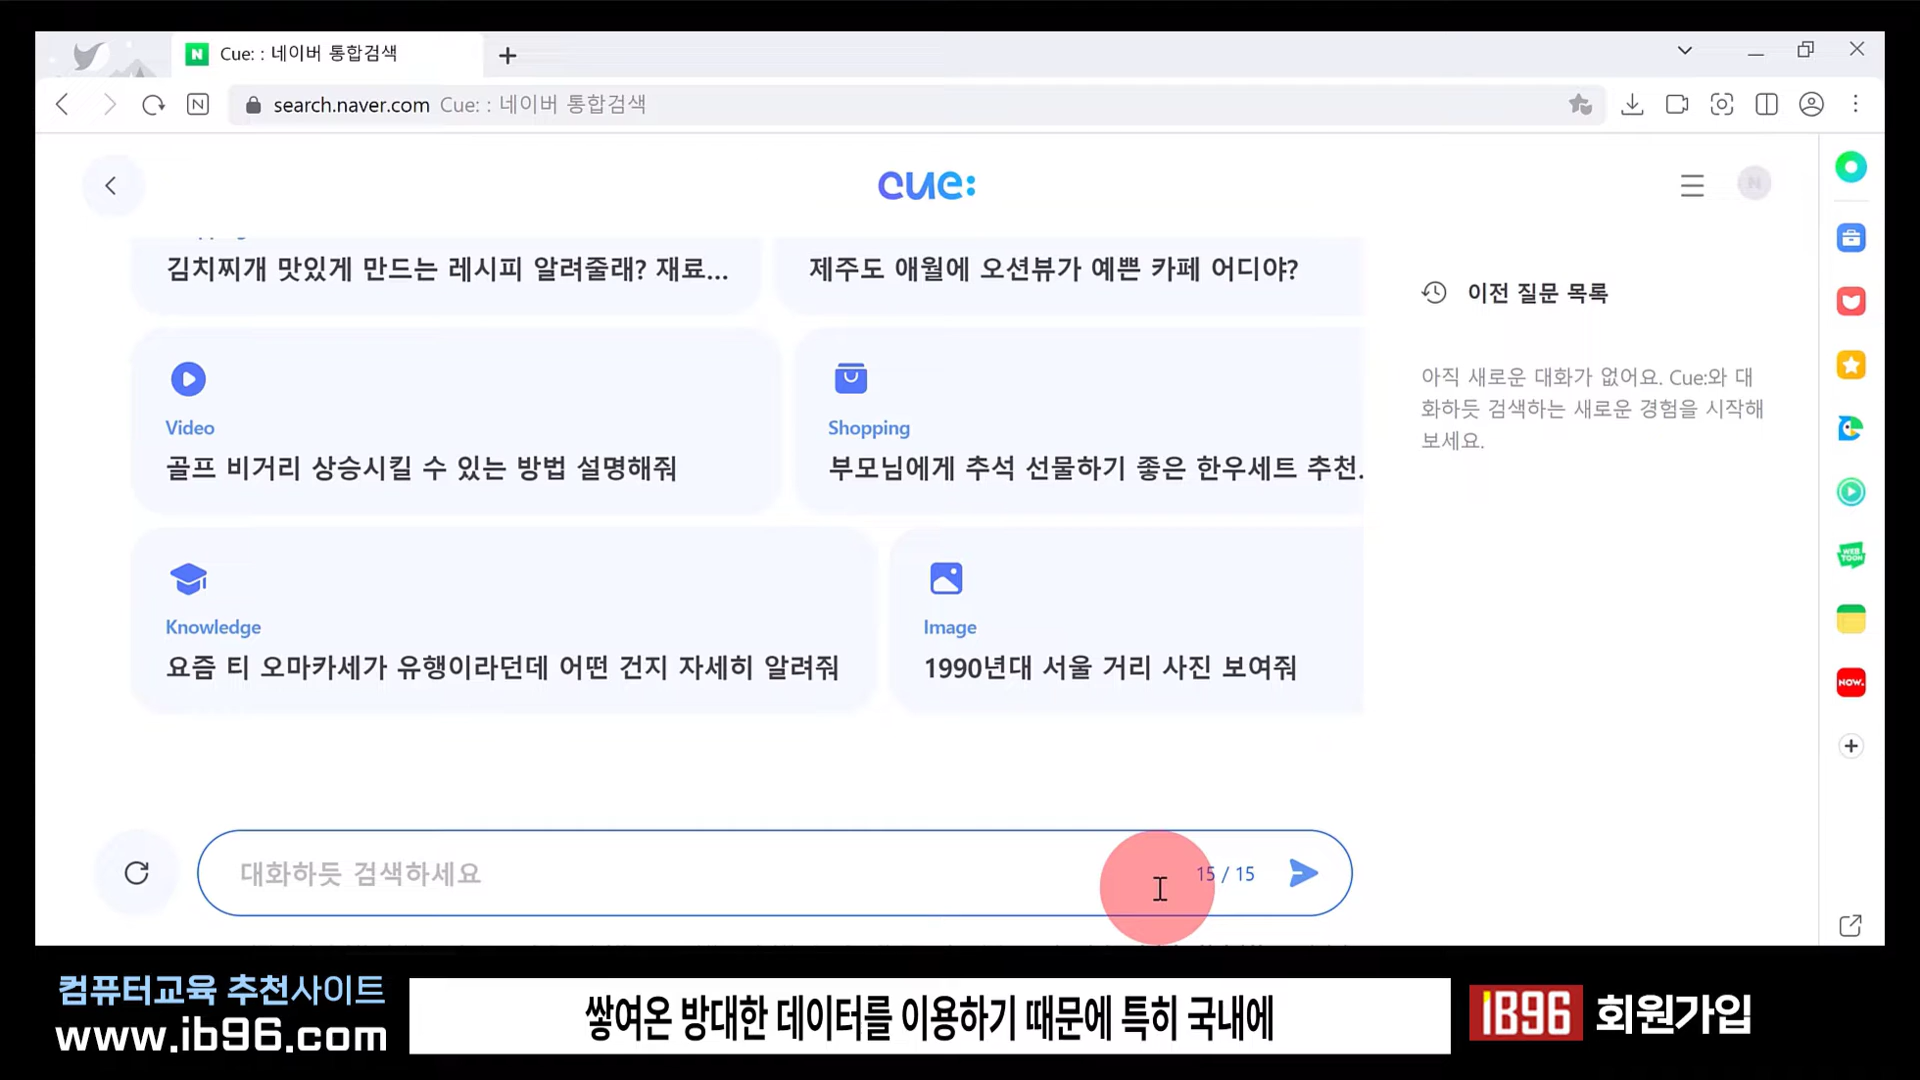 Cue: : 네이버 통합검색
search.naver.com Cue: : 네이버 통합검색
cue:
김치찌개 맛있게 만드는 레시피 알려줄래? 재료...
제주도 애월에 오션뷰가 예쁜 카페 어디야?
이전 질문 목록
아직 새로운 대화가 없어요. Cue:와 대
화하듯 검색하는 새로운 경험을 시작해
보세요.
Video
골프 비거리 상승시킬 수 있는 방법 설명해줘
Shopping
부모님에게 추석 선물하기 좋은 한우세트 추천.
Knowledge
요즘 티 오마카세가 유행이라던데 어떤 건지 자세히 알려줘
Image
1990년대 서울 거리 사진 보여줘
WEB
TOON
NOW.
대화하듯 검색하세요
15 / 15
컴퓨터교육 추천사이트
www.ib96.com
쌓여온 방대한 데이터를 이용하기 때문에 특히 국내에
IB96 회원가입